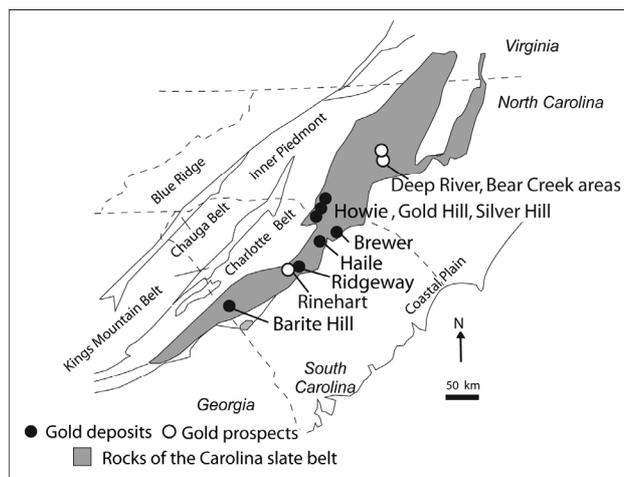 Virginia
North Carolina
Inner Piedmont
Blue Ridge
Deep River, Bear Creek areas
Chauga Belt
Howie , Gold Hill, Silver Hill
Charlotte Belt
Brewer
Haile
Ridgeway
Coastal Plain
Rinehart
Kings Mountain Belt
Barite Hill
N
South
Carolina
50 km
Georgia
Gold deposits
Gold prospects
Rocks of the Carolina slate belt